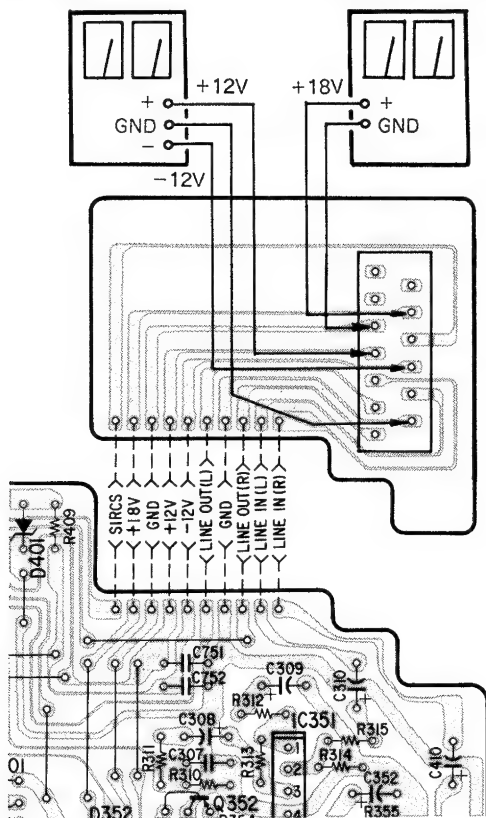 +12V
+18V
+
GND
−
−12V
+
GND
SIRCS
+18V
GND
+12V
-12V
LINE OUT(L)
GND
LINE OUT(R)
LINE IN(L)
LINE IN(R)
R409
D401
C751
C752
C309
C310
R312
C308
IC351
R311
C307
R313
R315
R314
R310
C410
1
2
3
4
C352
R355
Q352
D352
01